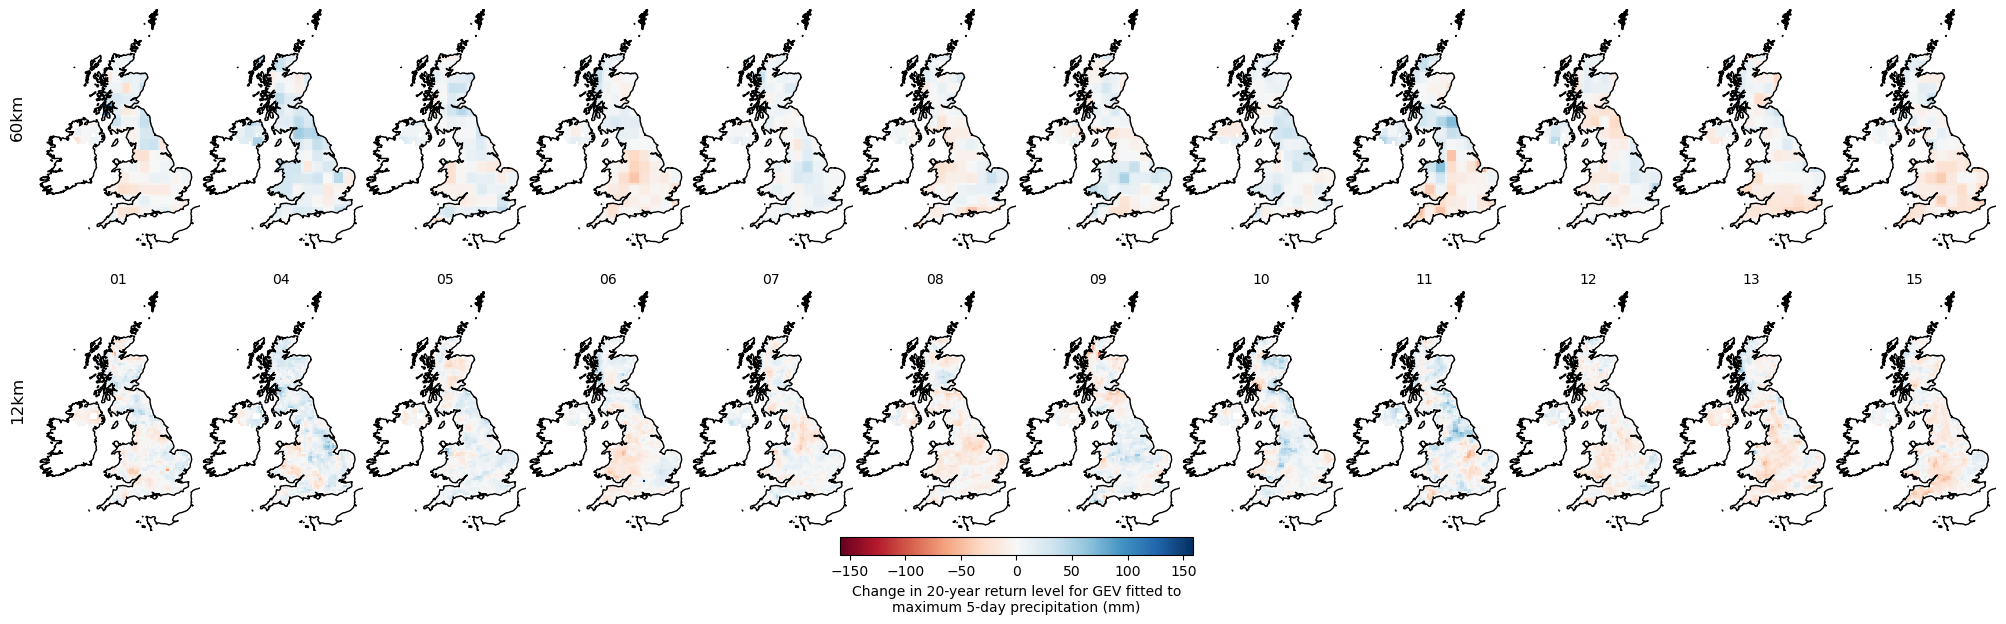 60km
01 04 05 06 07 08 09 10 11 12 13 15
12km
−150 −100 −50 0 50 100 150
Change in 20-year return level for GEV fitted to
maximum 5-day precipitation (mm)